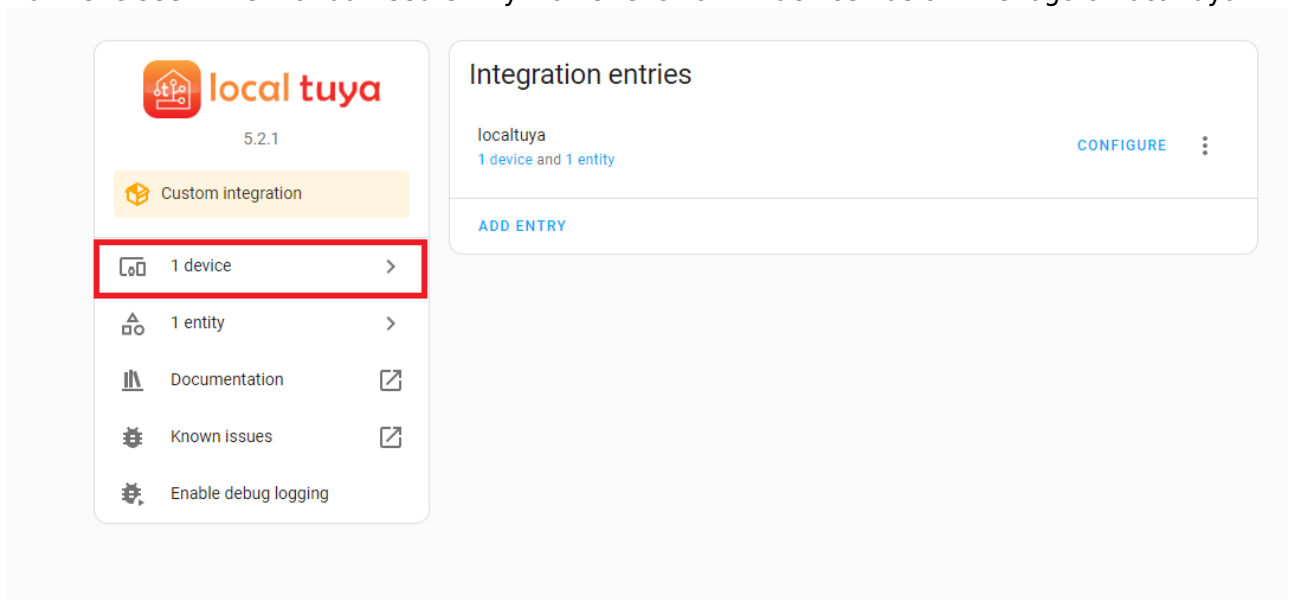 local tuya
5.2.1
Custom integration
1 device
1 entity
Documentation
Known issues
Enable debug logging
Integration entries
localtuya
1 device and 1 entity
CONFIGURE
ADD ENTRY